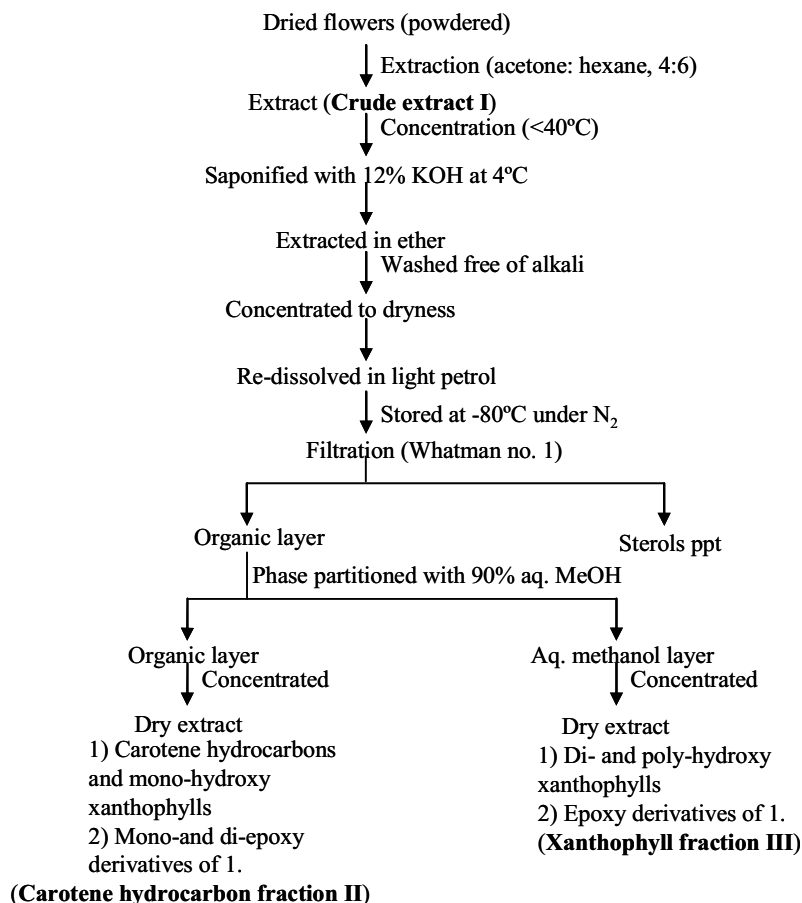 Dried flowers (powdered)
Extraction (acetone: hexane, 4:6)
Extract (Crude extract I)
Concentration (<40ºC)
Saponified with 12% KOH at 4ºC
Extracted in ether
Washed free of alkali
Concentrated to dryness
Re-dissolved in light petrol
Stored at -80ºC under N₂
Filtration (Whatman no. 1)
Organic layer
Sterols ppt
Phase partitioned with 90% aq. MeOH
Organic layer
Concentrated
Dry extract
1) Carotene hydrocarbons
and mono-hydroxy
xanthophylls
2) Mono-and di-epoxy
derivatives of 1.
(Carotene hydrocarbon fraction II)
Aq. methanol layer
Concentrated
Dry extract
1) Di- and poly-hydroxy
xanthophylls
2) Epoxy derivatives of 1.
(Xanthophyll fraction III)